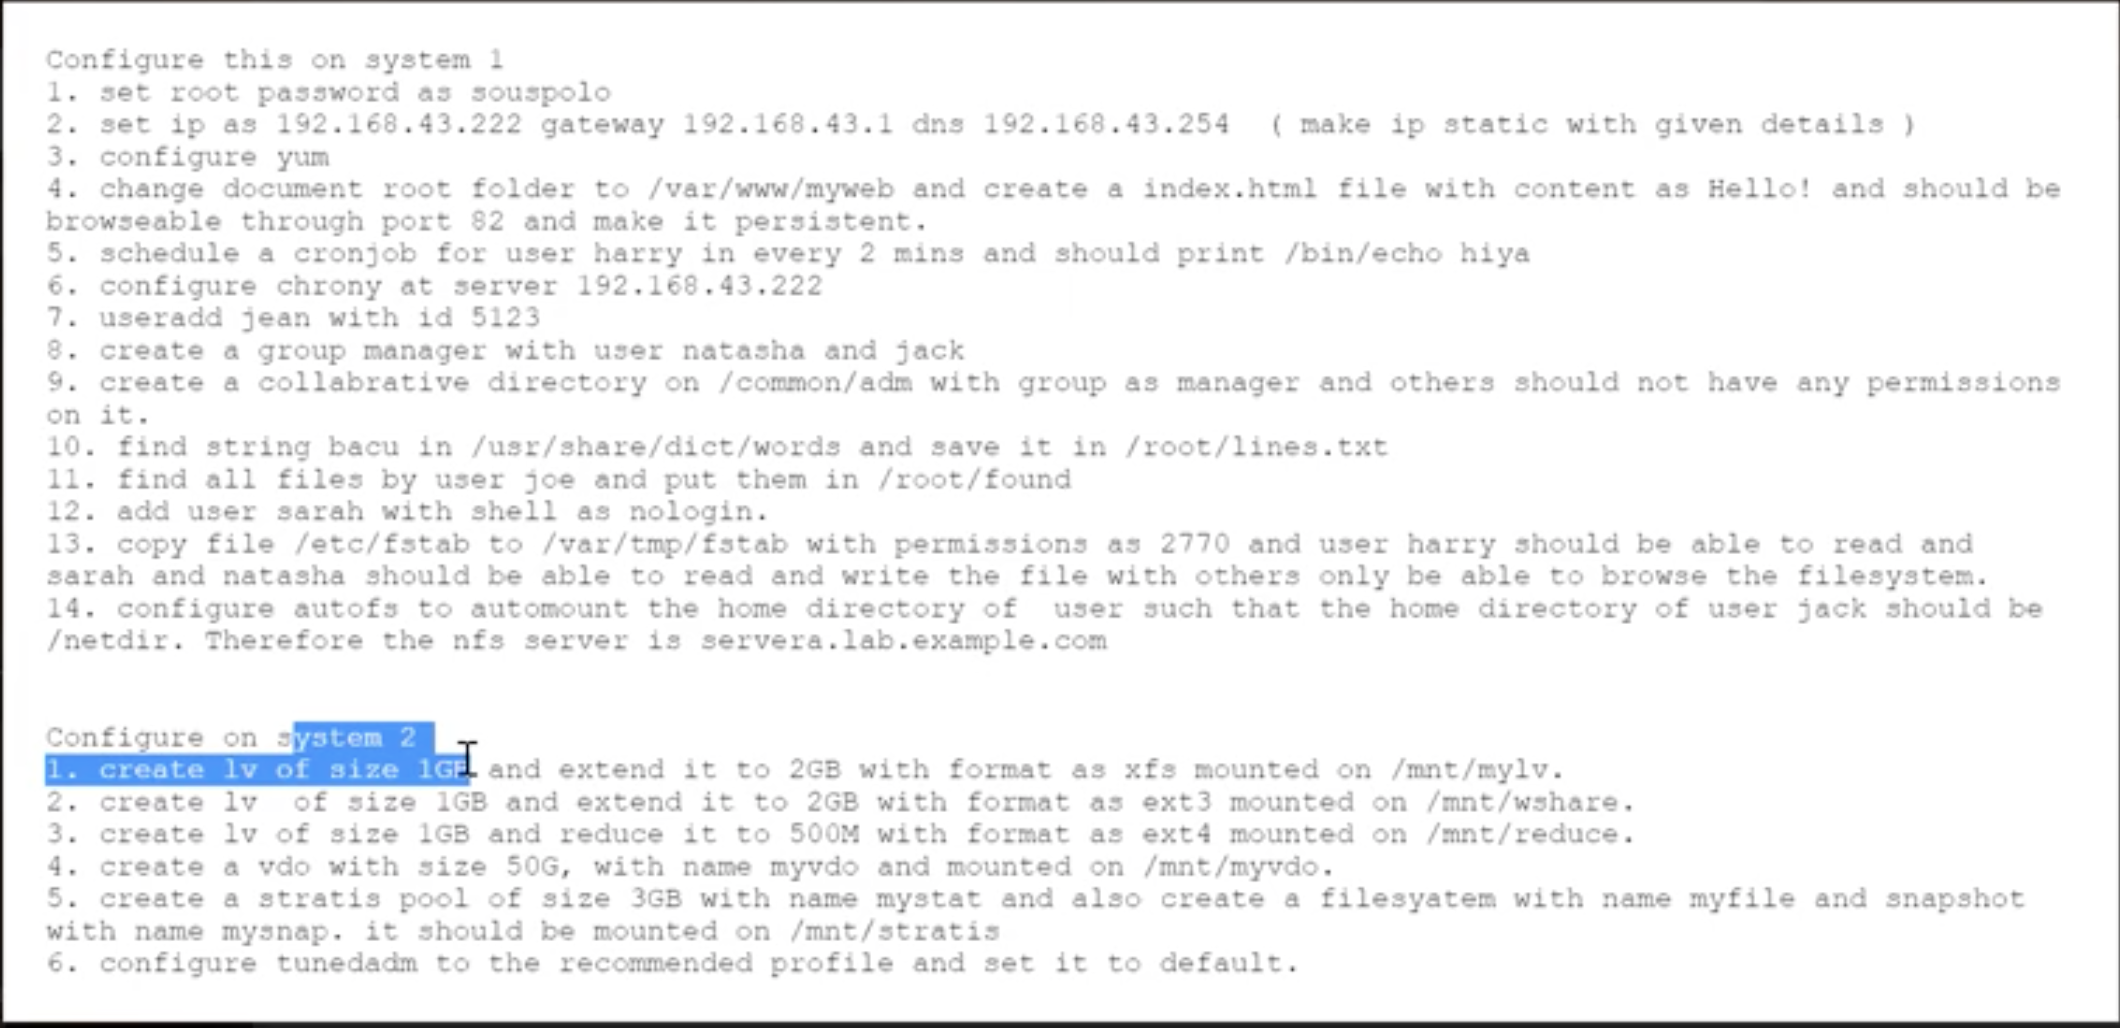 Configure this on system 1
1. set root password as souspolo
2. set ip as 192.168.43.222 gateway 192.168.43.1 dns 192.168.43.254  ( make ip static with given details )
3. configure yum
4. change document root folder to /var/www/myweb and create a index.html file with content as Hello! and should be
browseable through port 82 and make it persistent.
5. schedule a cronjob for user harry in every 2 mins and should print /bin/echo hiya
6. configure chrony at server 192.168.43.222
7. useradd jean with id 5123
8. create a group manager with user natasha and jack
9. create a collabrative directory on /common/adm with group as manager and others should not have any permissions
on it.
10. find string bacu in /usr/share/dict/words and save it in /root/lines.txt
11. find all files by user joe and put them in /root/found
12. add user sarah with shell as nologin.
13. copy file /etc/fstab to /var/tmp/fstab with permissions as 2770 and user harry should be able to read and
sarah and natasha should be able to read and write the file with others only be able to browse the filesystem.
14. configure autofs to automount the home directory of  user such that the home directory of user jack should be
/netdir. Therefore the nfs server is servera.lab.example.com
Configure on system 2
1. create lv of size 1GB and extend it to 2GB with format as xfs mounted on /mnt/mylv.
2. create lv  of size 1GB and extend it to 2GB with format as ext3 mounted on /mnt/wshare.
3. create lv of size 1GB and reduce it to 500M with format as ext4 mounted on /mnt/reduce.
4. create a vdo with size 50G, with name myvdo and mounted on /mnt/myvdo.
5. create a stratis pool of size 3GB with name mystat and also create a filesyatem with name myfile and snapshot
with name mysnap. it should be mounted on /mnt/stratis
6. configure tunedadm to the recommended profile and set it to default.